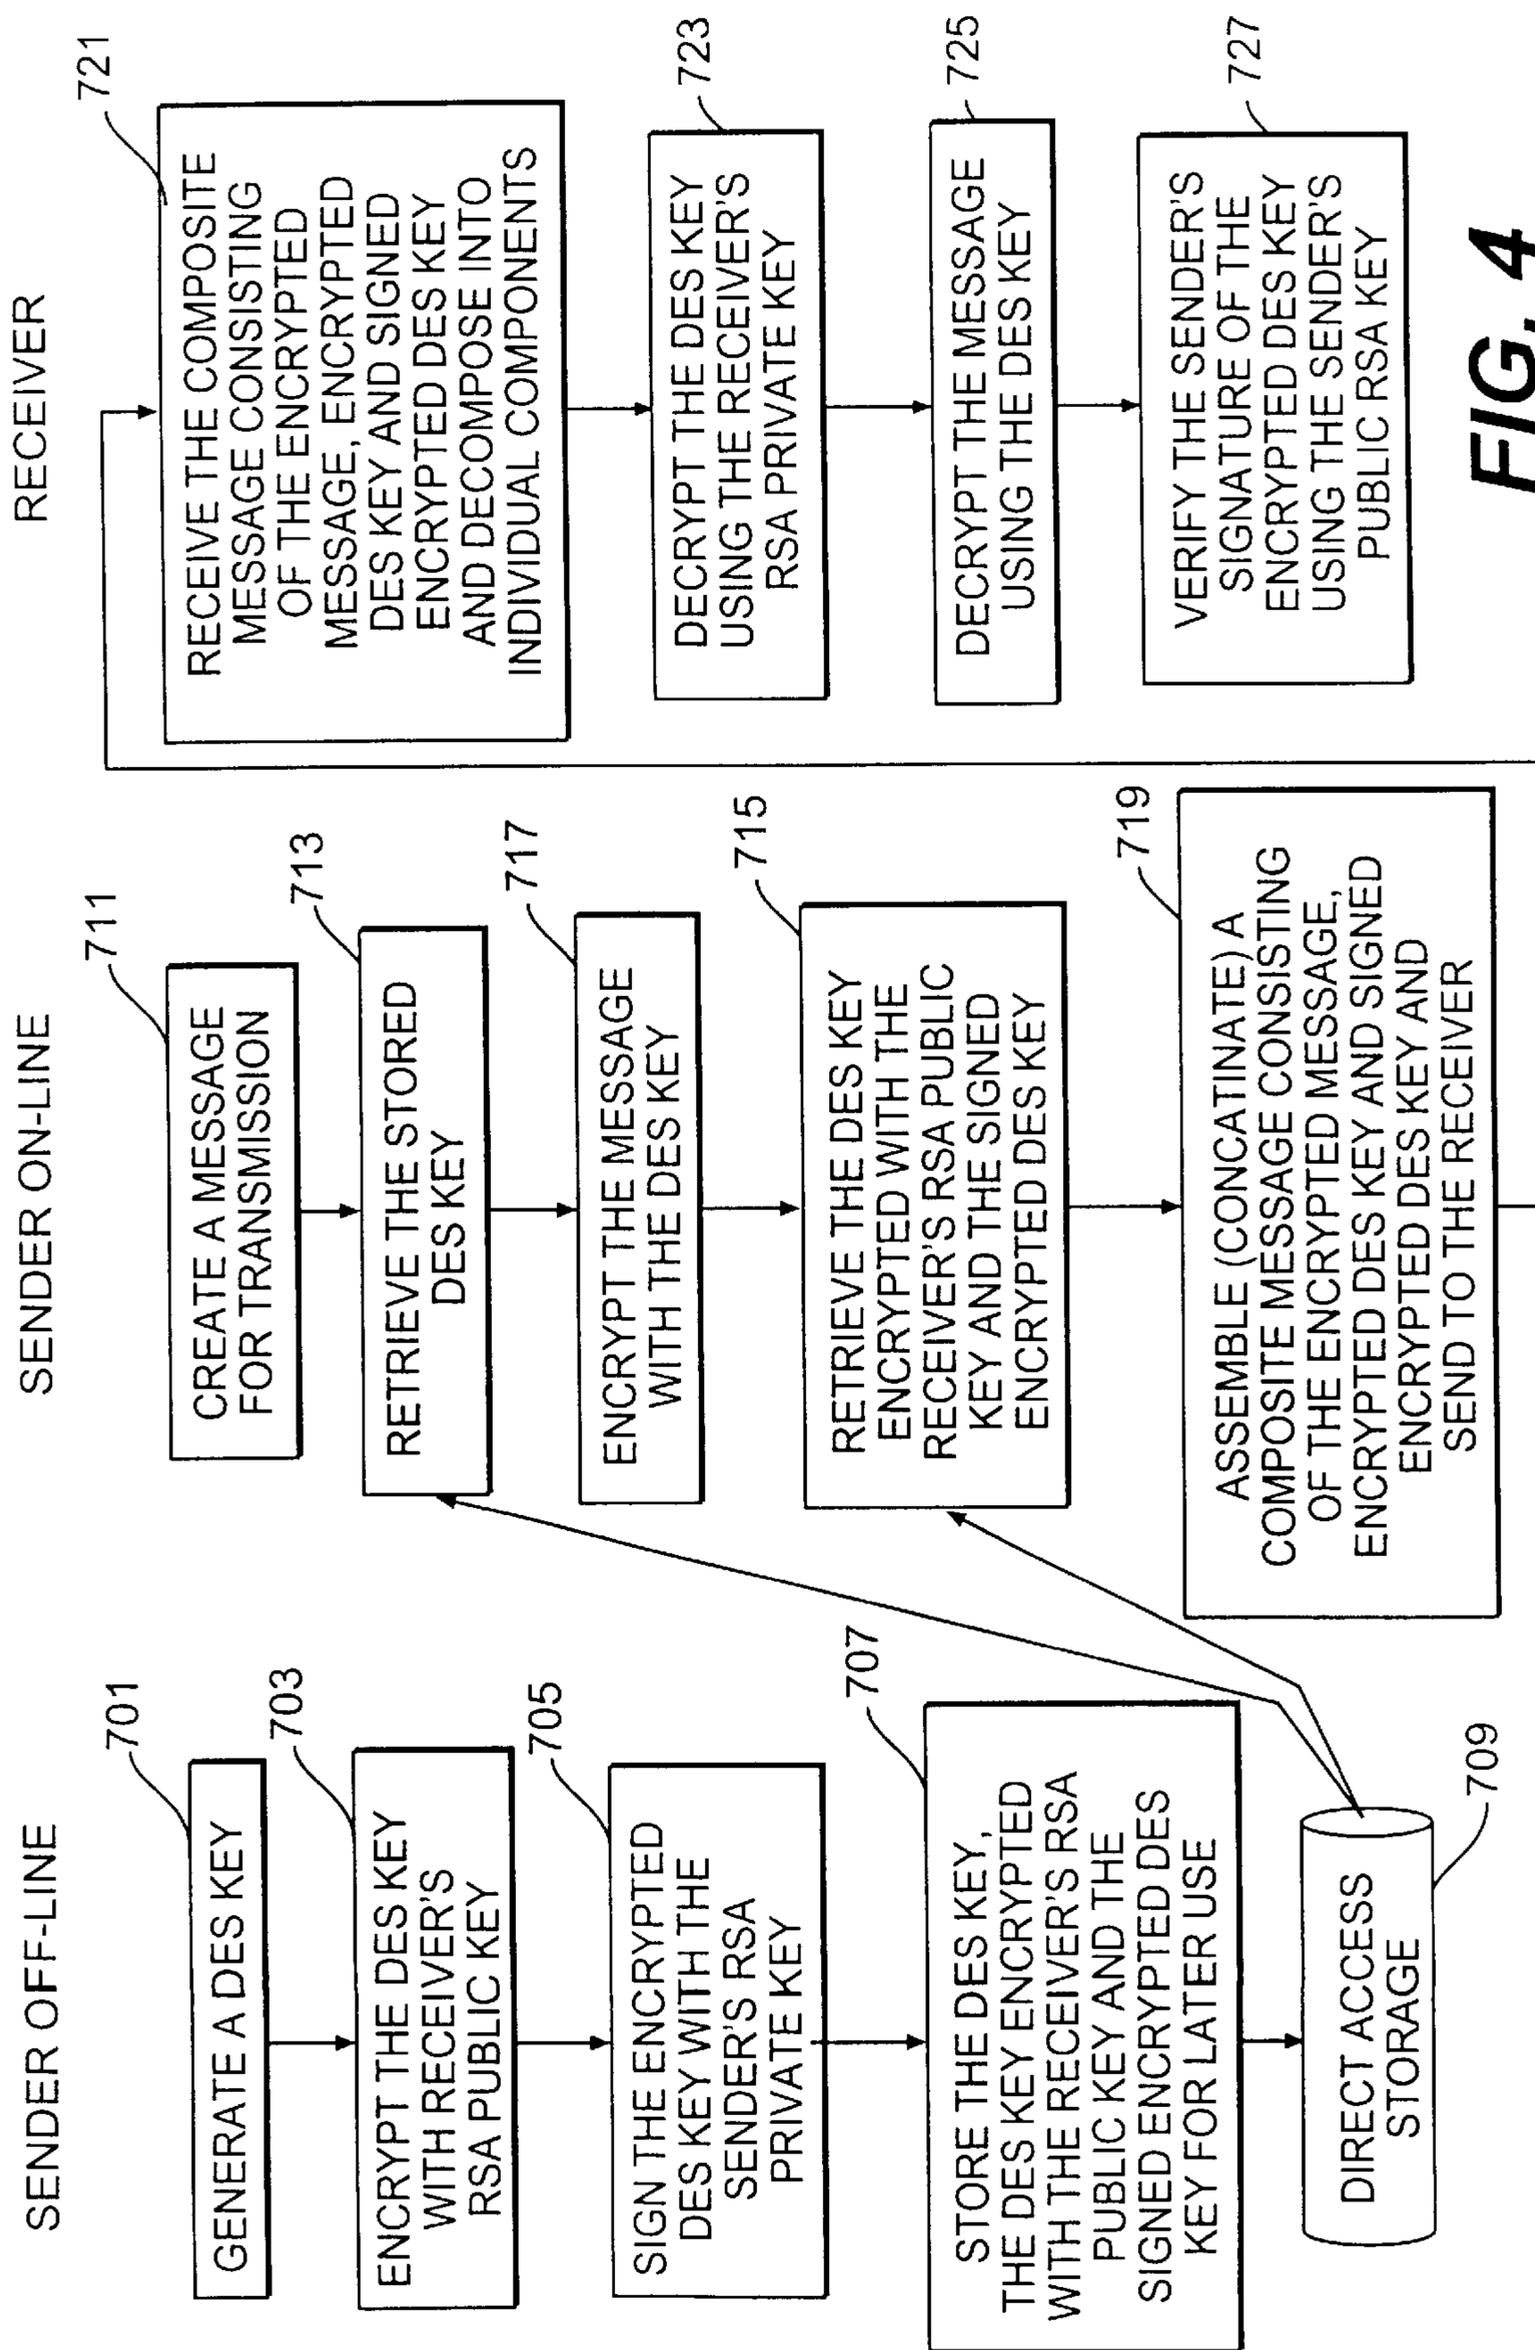 SENDER OFF-LINE
701
GENERATE A DES KEY
703
ENCRYPT THE DES KEY
WITH RECEIVER'S
RSA PUBLIC KEY
705
SIGN THE ENCRYPTED
DES KEY WITH THE
SENDER'S RSA
PRIVATE KEY
707
STORE THE DES KEY,
THE DES KEY ENCRYPTED
WITH THE RECEIVER'S RSA
PUBLIC KEY AND THE
SIGNED ENCRYPTED DES
KEY FOR LATER USE
DIRECT ACCESS
STORAGE
709
SENDER ON-LINE
711
CREATE A MESSAGE
FOR TRANSMISSION
713
RETRIEVE THE STORED
DES KEY
717
ENCRYPT THE MESSAGE
WITH THE DES KEY
715
RETRIEVE THE DES KEY
ENCRYPTED WITH THE
RECEIVER'S RSA PUBLIC
KEY AND THE SIGNED
ENCRYPTED DES KEY
719
ASSEMBLE (CONCATINATE) A
COMPOSITE MESSAGE CONSISTING
OF THE ENCRYPTED MESSAGE,
ENCRYPTED DES KEY AND SIGNED
ENCRYPTED DES KEY AND
SEND TO THE RECEIVER
RECEIVER
721
RECEIVE THE COMPOSITE
MESSAGE CONSISTING
OF THE ENCRYPTED
MESSAGE, ENCRYPTED
DES KEY AND SIGNED
ENCRYPTED DES KEY
AND DECOMPOSE INTO
INDIVIDUAL COMPONENTS
723
DECRYPT THE DES KEY
USING THE RECEIVER'S
RSA PRIVATE KEY
725
DECRYPT THE MESSAGE
USING THE DES KEY
727
VERIFY THE SENDER'S
SIGNATURE OF THE
ENCRYPTED DES KEY
USING THE SENDER'S
PUBLIC RSA KEY
FIG. 4